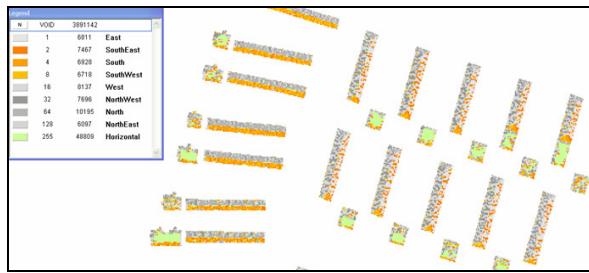 Legend
N VOID 3891142
1 6811 East
2 7467 SouthEast
4 6928 South
8 6718 SouthWest
16 8137 West
32 7696 NorthWest
64 10195 North
128 6097 NorthEast
255 48809 Horizontal